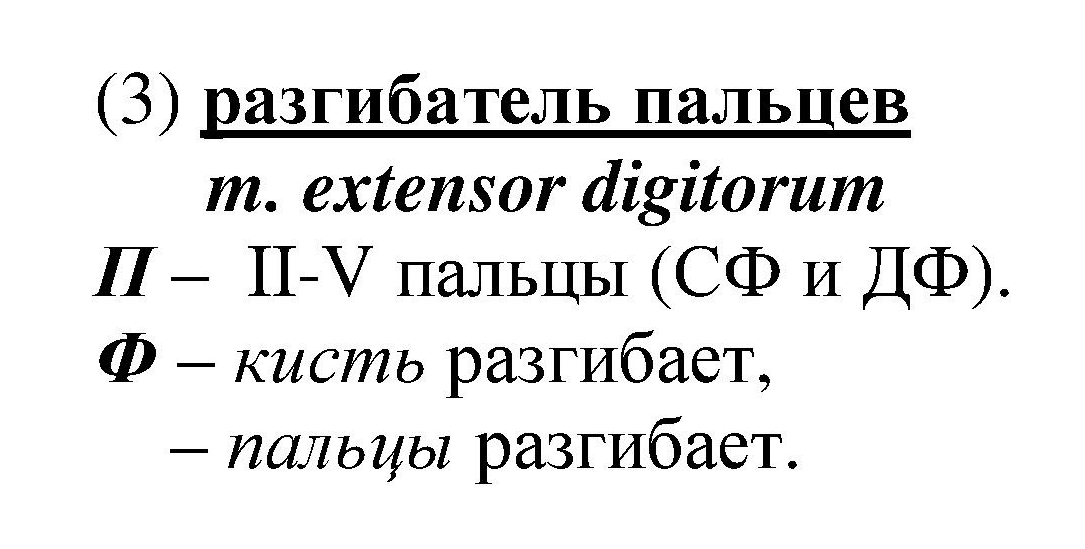 (3) разгибатель пальцев
m. extensor digitorum
П – II-V пальцы (СФ и ДФ).
Ф – кисть разгибает,
– пальцы разгибает.